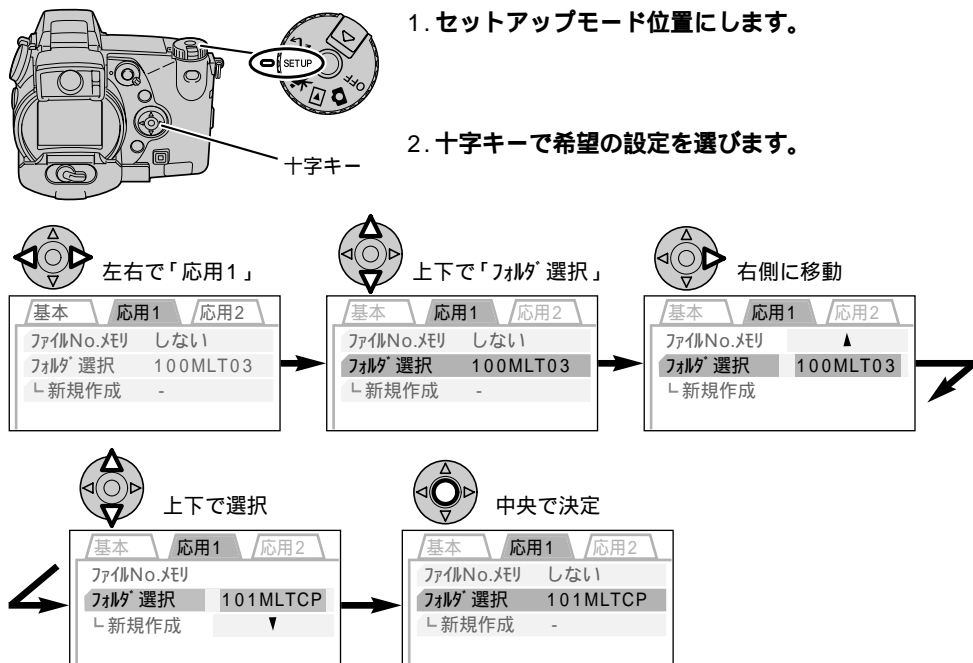 1. セットアップモード位置にします。
SETUP
OFF
2. 十字キーで希望の設定を選びます。
十字キー
左右で「応用1」
上下で「ﾌｫﾙﾀﾞ選択」
右側に移動
基本 応用1 応用2
ﾌｧｲﾙNo.ﾒﾓﾘ しない
ﾌｫﾙﾀﾞ選択 100MLT03
└ 新規作成 -
基本 応用1 応用2
ﾌｧｲﾙNo.ﾒﾓﾘ しない
ﾌｫﾙﾀﾞ選択 100MLT03
└ 新規作成 -
基本 応用1 応用2
ﾌｧｲﾙNo.ﾒﾓﾘ ▲
ﾌｫﾙﾀﾞ選択 100MLT03
└ 新規作成
上下で選択
中央で決定
基本 応用1 応用2
ﾌｧｲﾙNo.ﾒﾓﾘ
ﾌｫﾙﾀﾞ選択 101MLTCP
└ 新規作成 ▼
基本 応用1 応用2
ﾌｧｲﾙNo.ﾒﾓﾘ しない
ﾌｫﾙﾀﾞ選択 101MLTCP
└ 新規作成 -